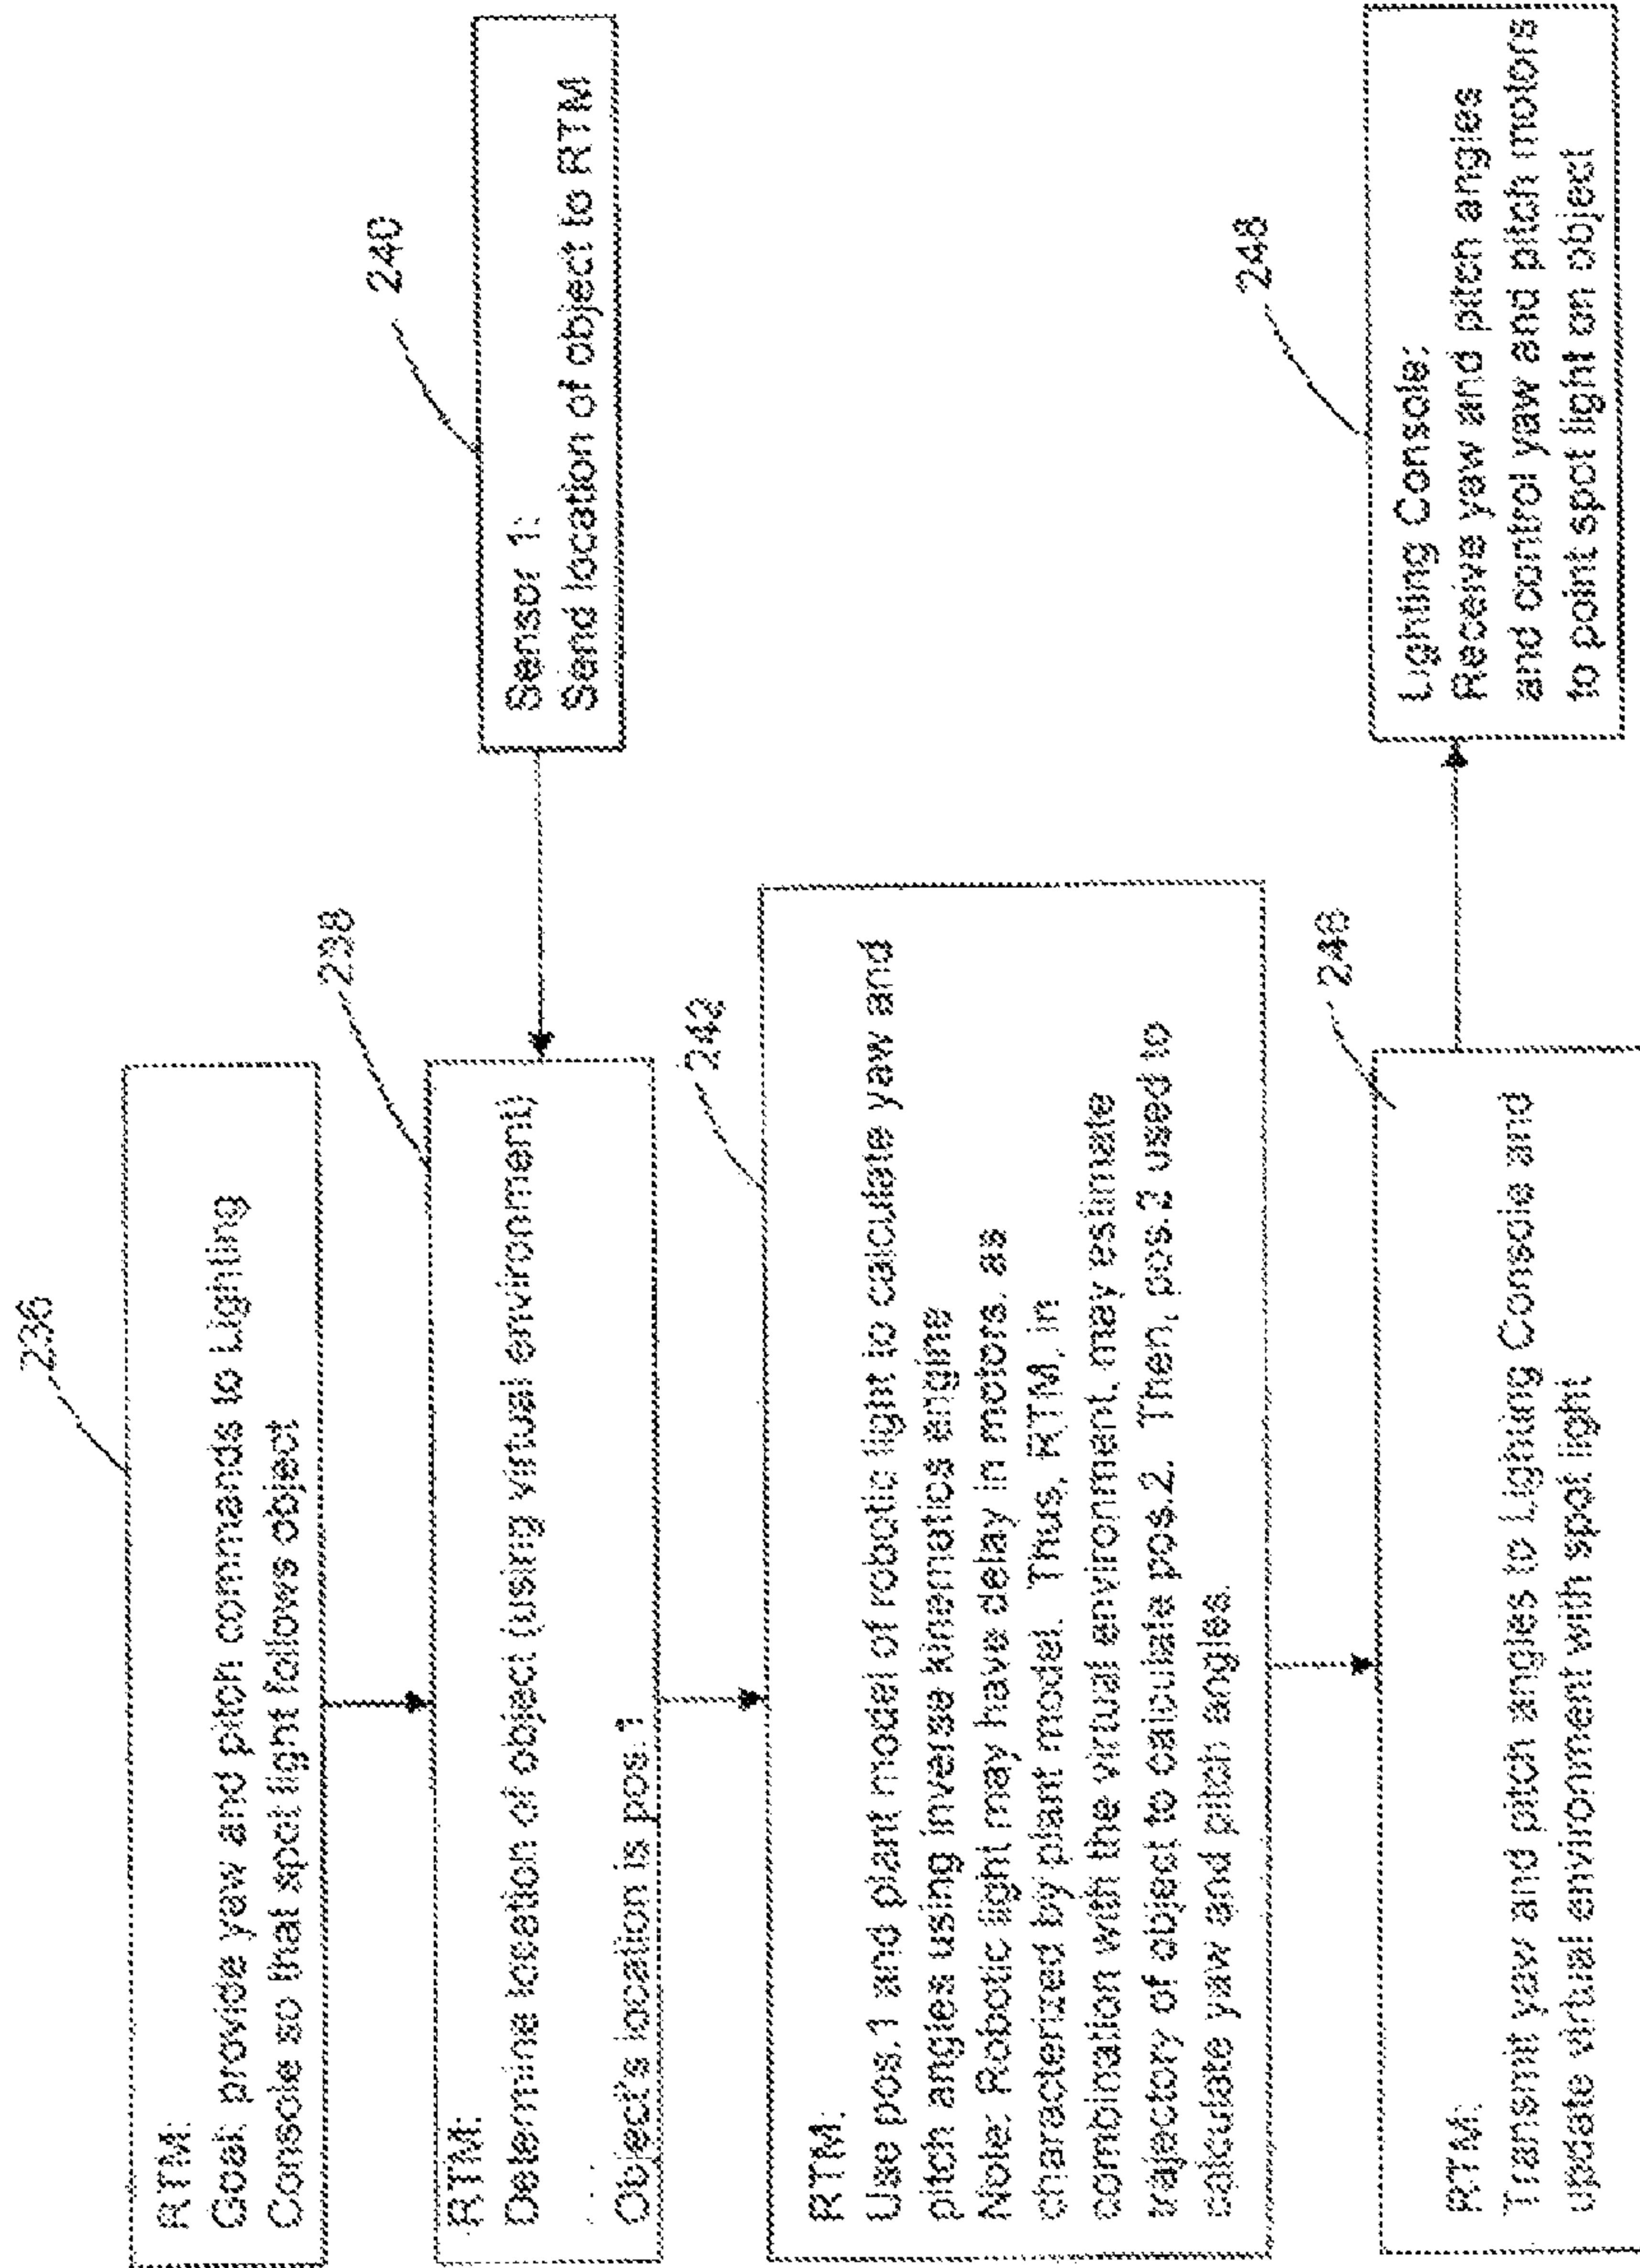 236
RTM:
Goal: provide yaw and pitch commands to Lighting
Console so that spot light follows object
238
RTM:
Determine location of object (using virtual environment)
Object's location is pos.1
240
Sensor 1:
Send location of object to RTM
242
RTM:
Use pos.1 and plant model of robotic light to calculate yaw and
pitch angles using inverse kinematics engine
Note: Robotic light may have delay in motors, as
characterized by plant model. Thus, RTM, in
combination with the virtual environment, may estimate
trajectory of object to calculate pos.2. Then, pos.2 used to
calculate yaw and pitch angles.
246
RTM:
Transmit yaw and pitch angles to Lighting Console and
update virtual environment with spot light
248
Lighting Console:
Receive yaw and pitch angles
and control yaw and pitch motors
to point spot light on object